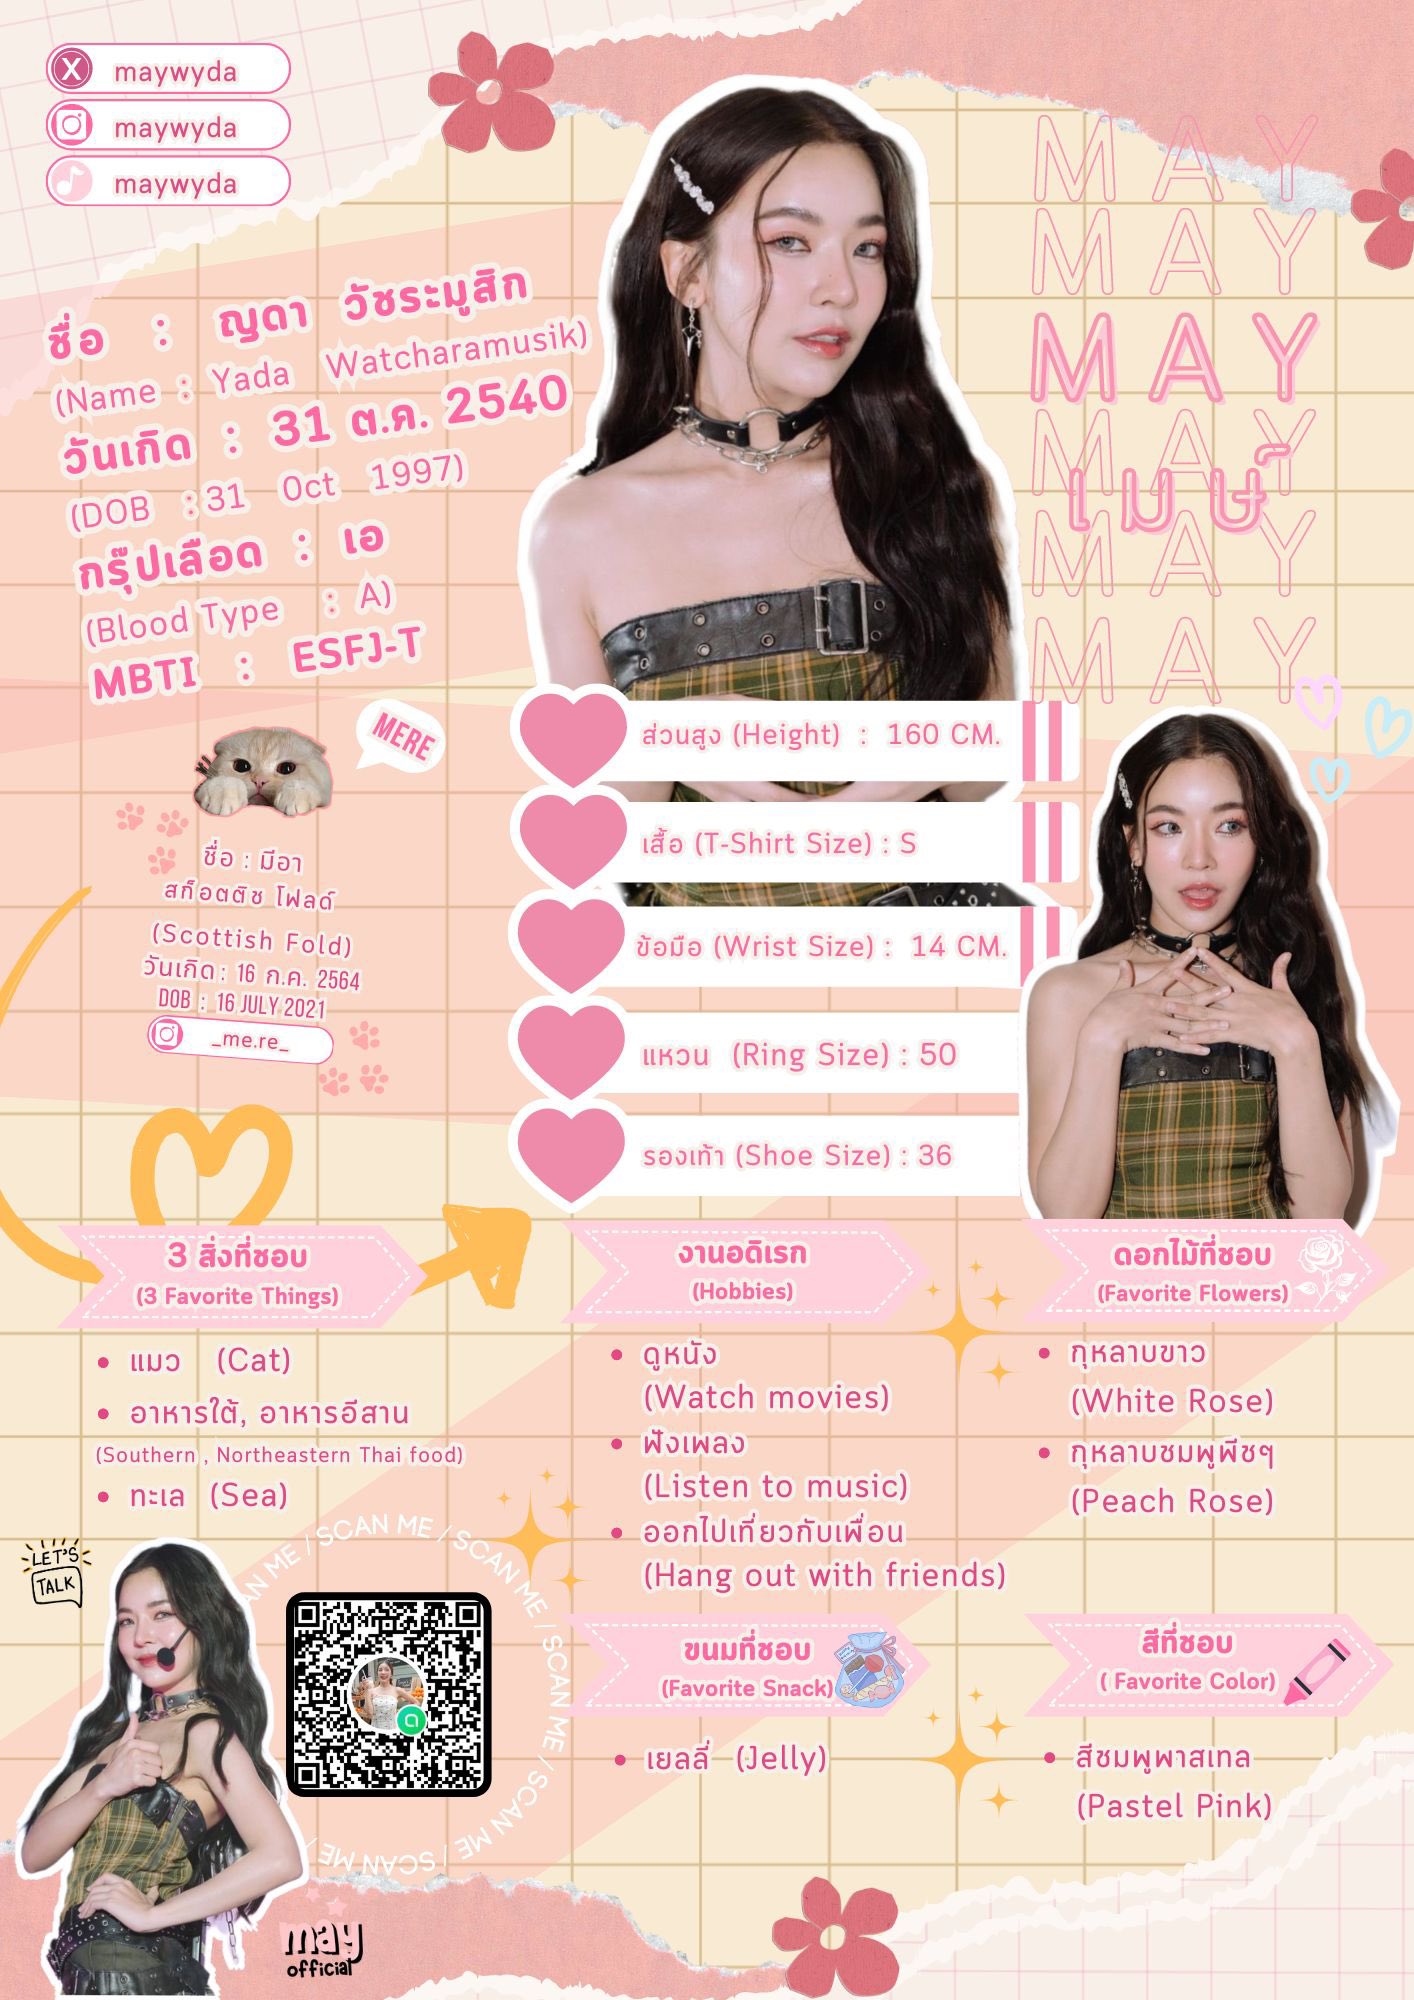 maywyda
maywyda
maywyda
MAY
MAY
MAY
MAY
เมษ์
MAY
MAY
ชื่อ : ญดา วัชระมูสิก
(Name : Yada Watcharamusik)
วันเกิด : 31 ต.ค. 2540
(DOB : 31 Oct 1997)
กรุ๊ปเลือด : เอ
(Blood Type : A)
MBTI : ESFJ-T
MERE
ชื่อ : มีอา
สก็อตติช โฟลด์
(Scottish Fold)
วันเกิด : 16 ก.ค. 2564
DOB : 16 JULY 2021
_me.re_
ส่วนสูง (Height) : 160 CM.
เสื้อ (T-Shirt Size) : S
ข้อมือ (Wrist Size) : 14 CM.
แหวน (Ring Size) : 50
รองเท้า (Shoe Size) : 36
3 สิ่งที่ชอบ
(3 Favorite Things)
• แมว (Cat)
• อาหารใต้, อาหารอีสาน
(Southern , Northeastern Thai food)
• ทะเล (Sea)
งานอดิเรก
(Hobbies)
• ดูหนัง
(Watch movies)
• ฟังเพลง
(Listen to music)
• ออกไปเที่ยวกับเพื่อน
(Hang out with friends)
ดอกไม้ที่ชอบ
(Favorite Flowers)
• กุหลาบขาว
(White Rose)
• กุหลาบชมพูพีชๆ
(Peach Rose)
ขนมที่ชอบ
(Favorite Snack)
• เยลลี่ (Jelly)
สีที่ชอบ
( Favorite Color)
• สีชมพูพาสเทล
(Pastel Pink)
LET'S
TALK
AN ME / SCAN ME / SCAN ME / SCAN ME / SCAN ME / SCAN ME /
may
official